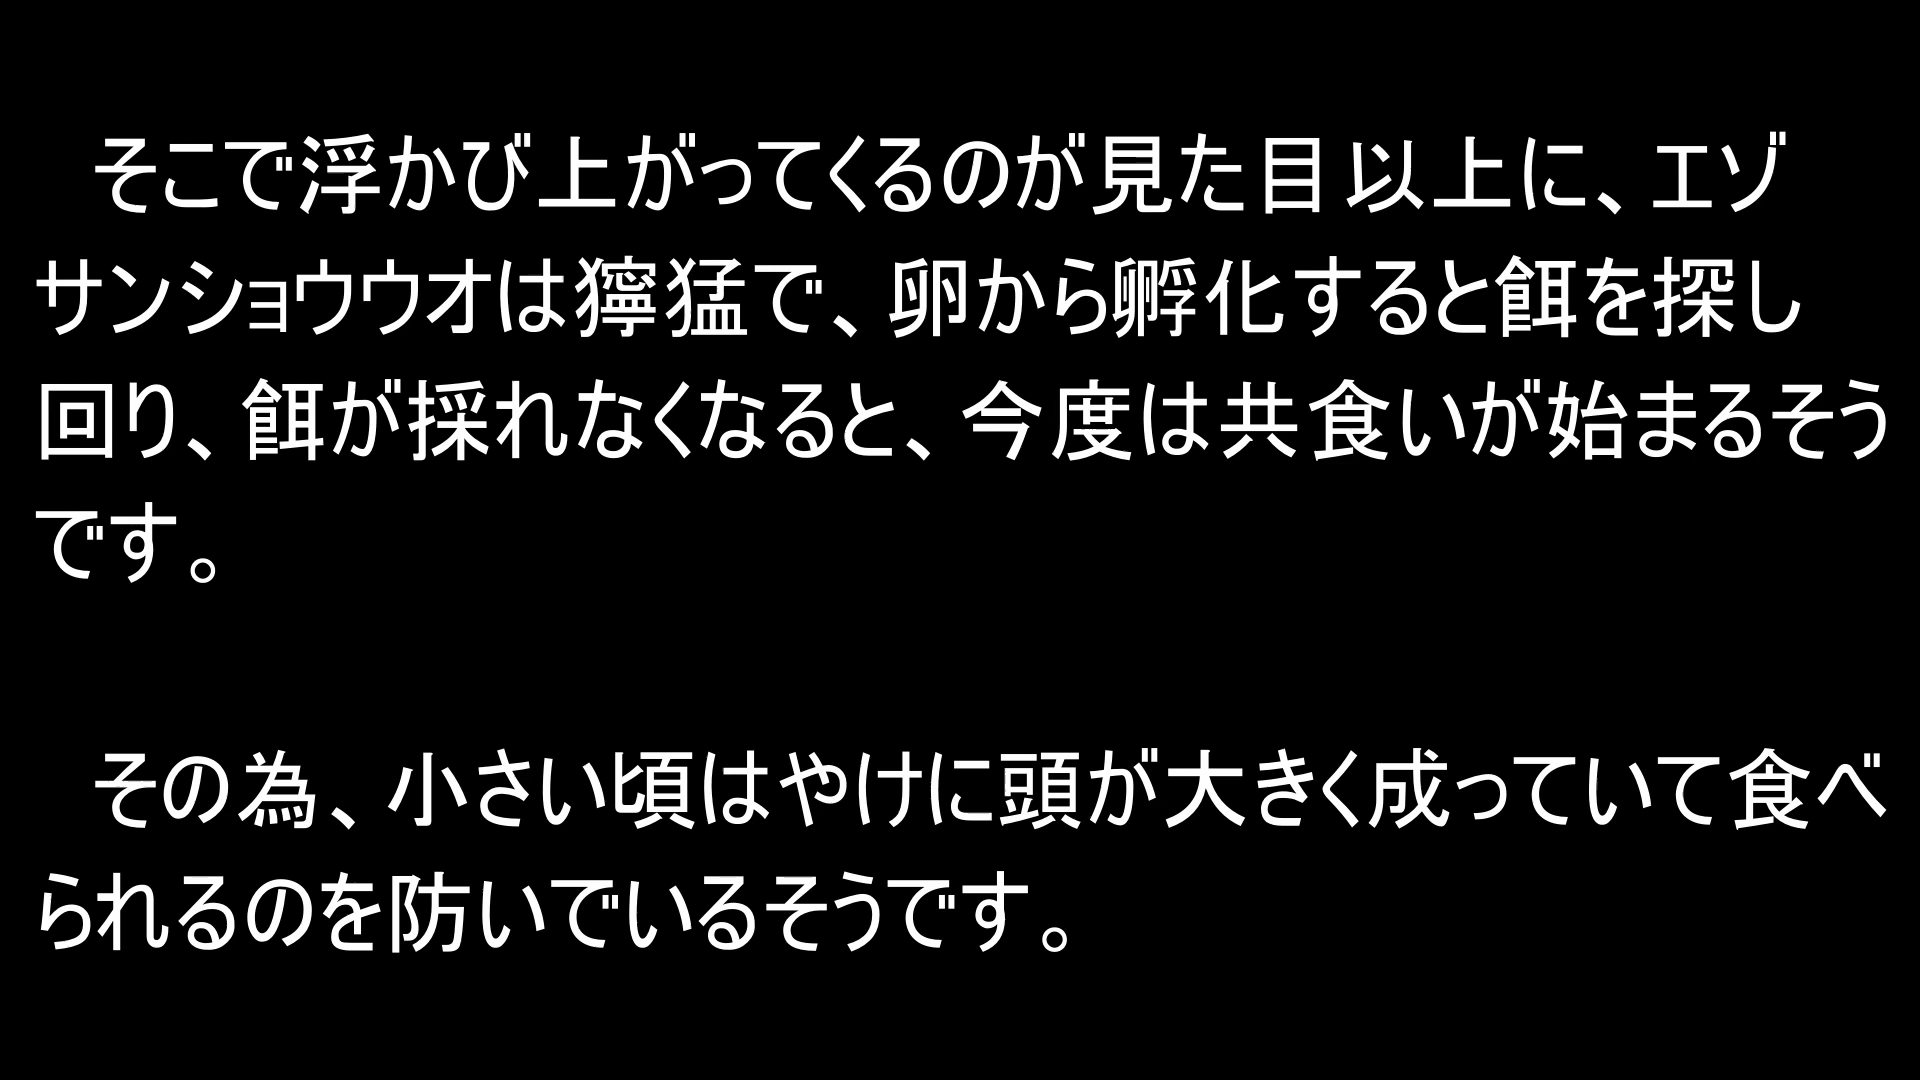 そこで浮かび上がってくるのが見た目以上に、エゾ
サンショウウオは獰猛で、卵から孵化すると餌を探し
回り、餌が採れなくなると、今度は共食いが始まるそう
です。
その為、小さい頃はやけに頭が大きく成っていて食べ
られるのを防いでいるそうです。